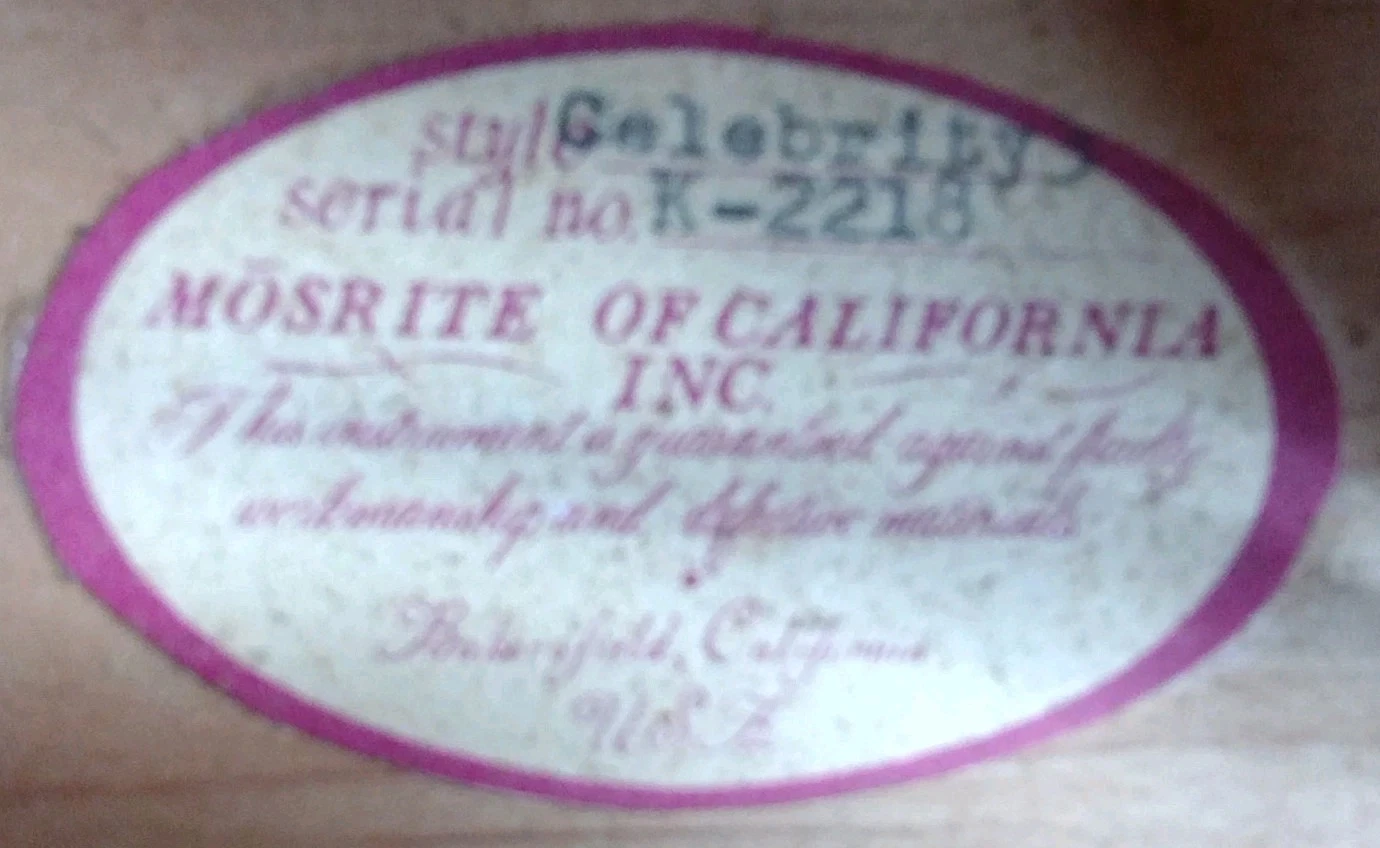 style Celebrity 3
serial no. K-2218
MOSRITE OF CALIFORNIA
INC.
This instrument is guaranteed against faulty
workmanship and defective materials
Bakersfield, California
U.S.A